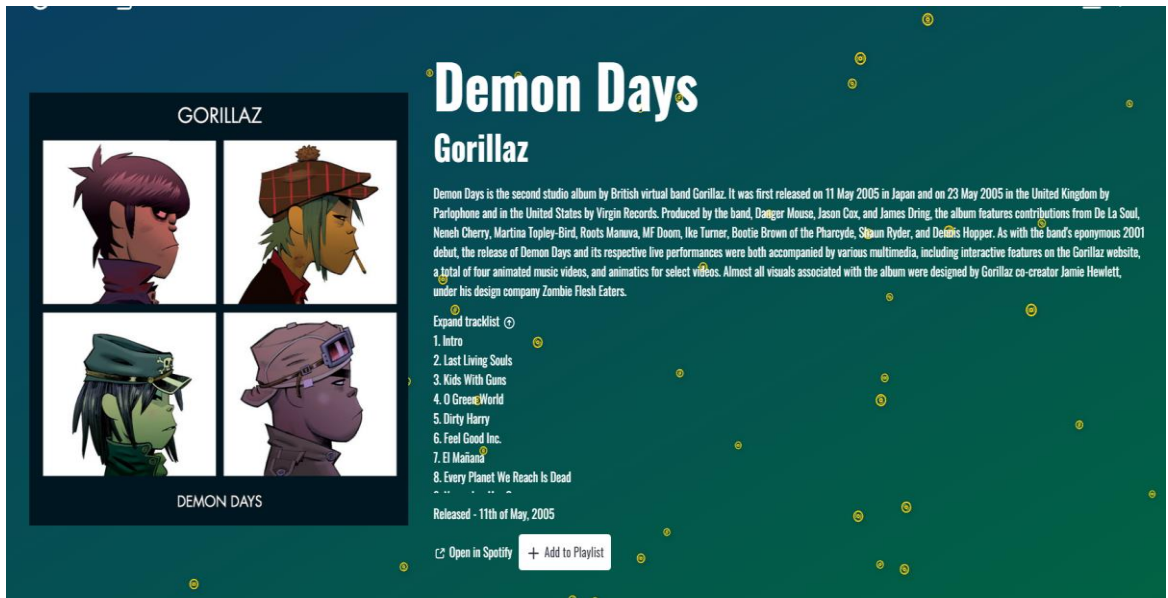 GORILLAZ
DEMON DAYS
Demon Days
Gorillaz
Demon Days is the second studio album by British virtual band Gorillaz. It was first released on 11 May 2005 in Japan and on 23 May 2005 in the United Kingdom by
Parlophone and in the United States by Virgin Records. Produced by the band, Danger Mouse, Jason Cox, and James Dring, the album features contributions from De La Soul,
Neneh Cherry, Martina Topley-Bird, Roots Manuva, MF Doom, Ike Turner, Bootie Brown of the Pharcyde, Shaun Ryder, and Dennis Hopper. As with the band's eponymous 2001
debut, the release of Demon Days and its respective live performances were both accompanied by various multimedia, including interactive features on the Gorillaz website,
a total of four animated music videos, and animatics for select videos. Almost all visuals associated with the album were designed by Gorillaz co-creator Jamie Hewlett,
under his design company Zombie Flesh Eaters.
Expand tracklist
1. Intro
2. Last Living Souls
3. Kids With Guns
4. O Green World
5. Dirty Harry
6. Feel Good Inc.
7. El Mañana
8. Every Planet We Reach Is Dead
Released - 11th of May, 2005
Open in Spotify
+ Add to Playlist